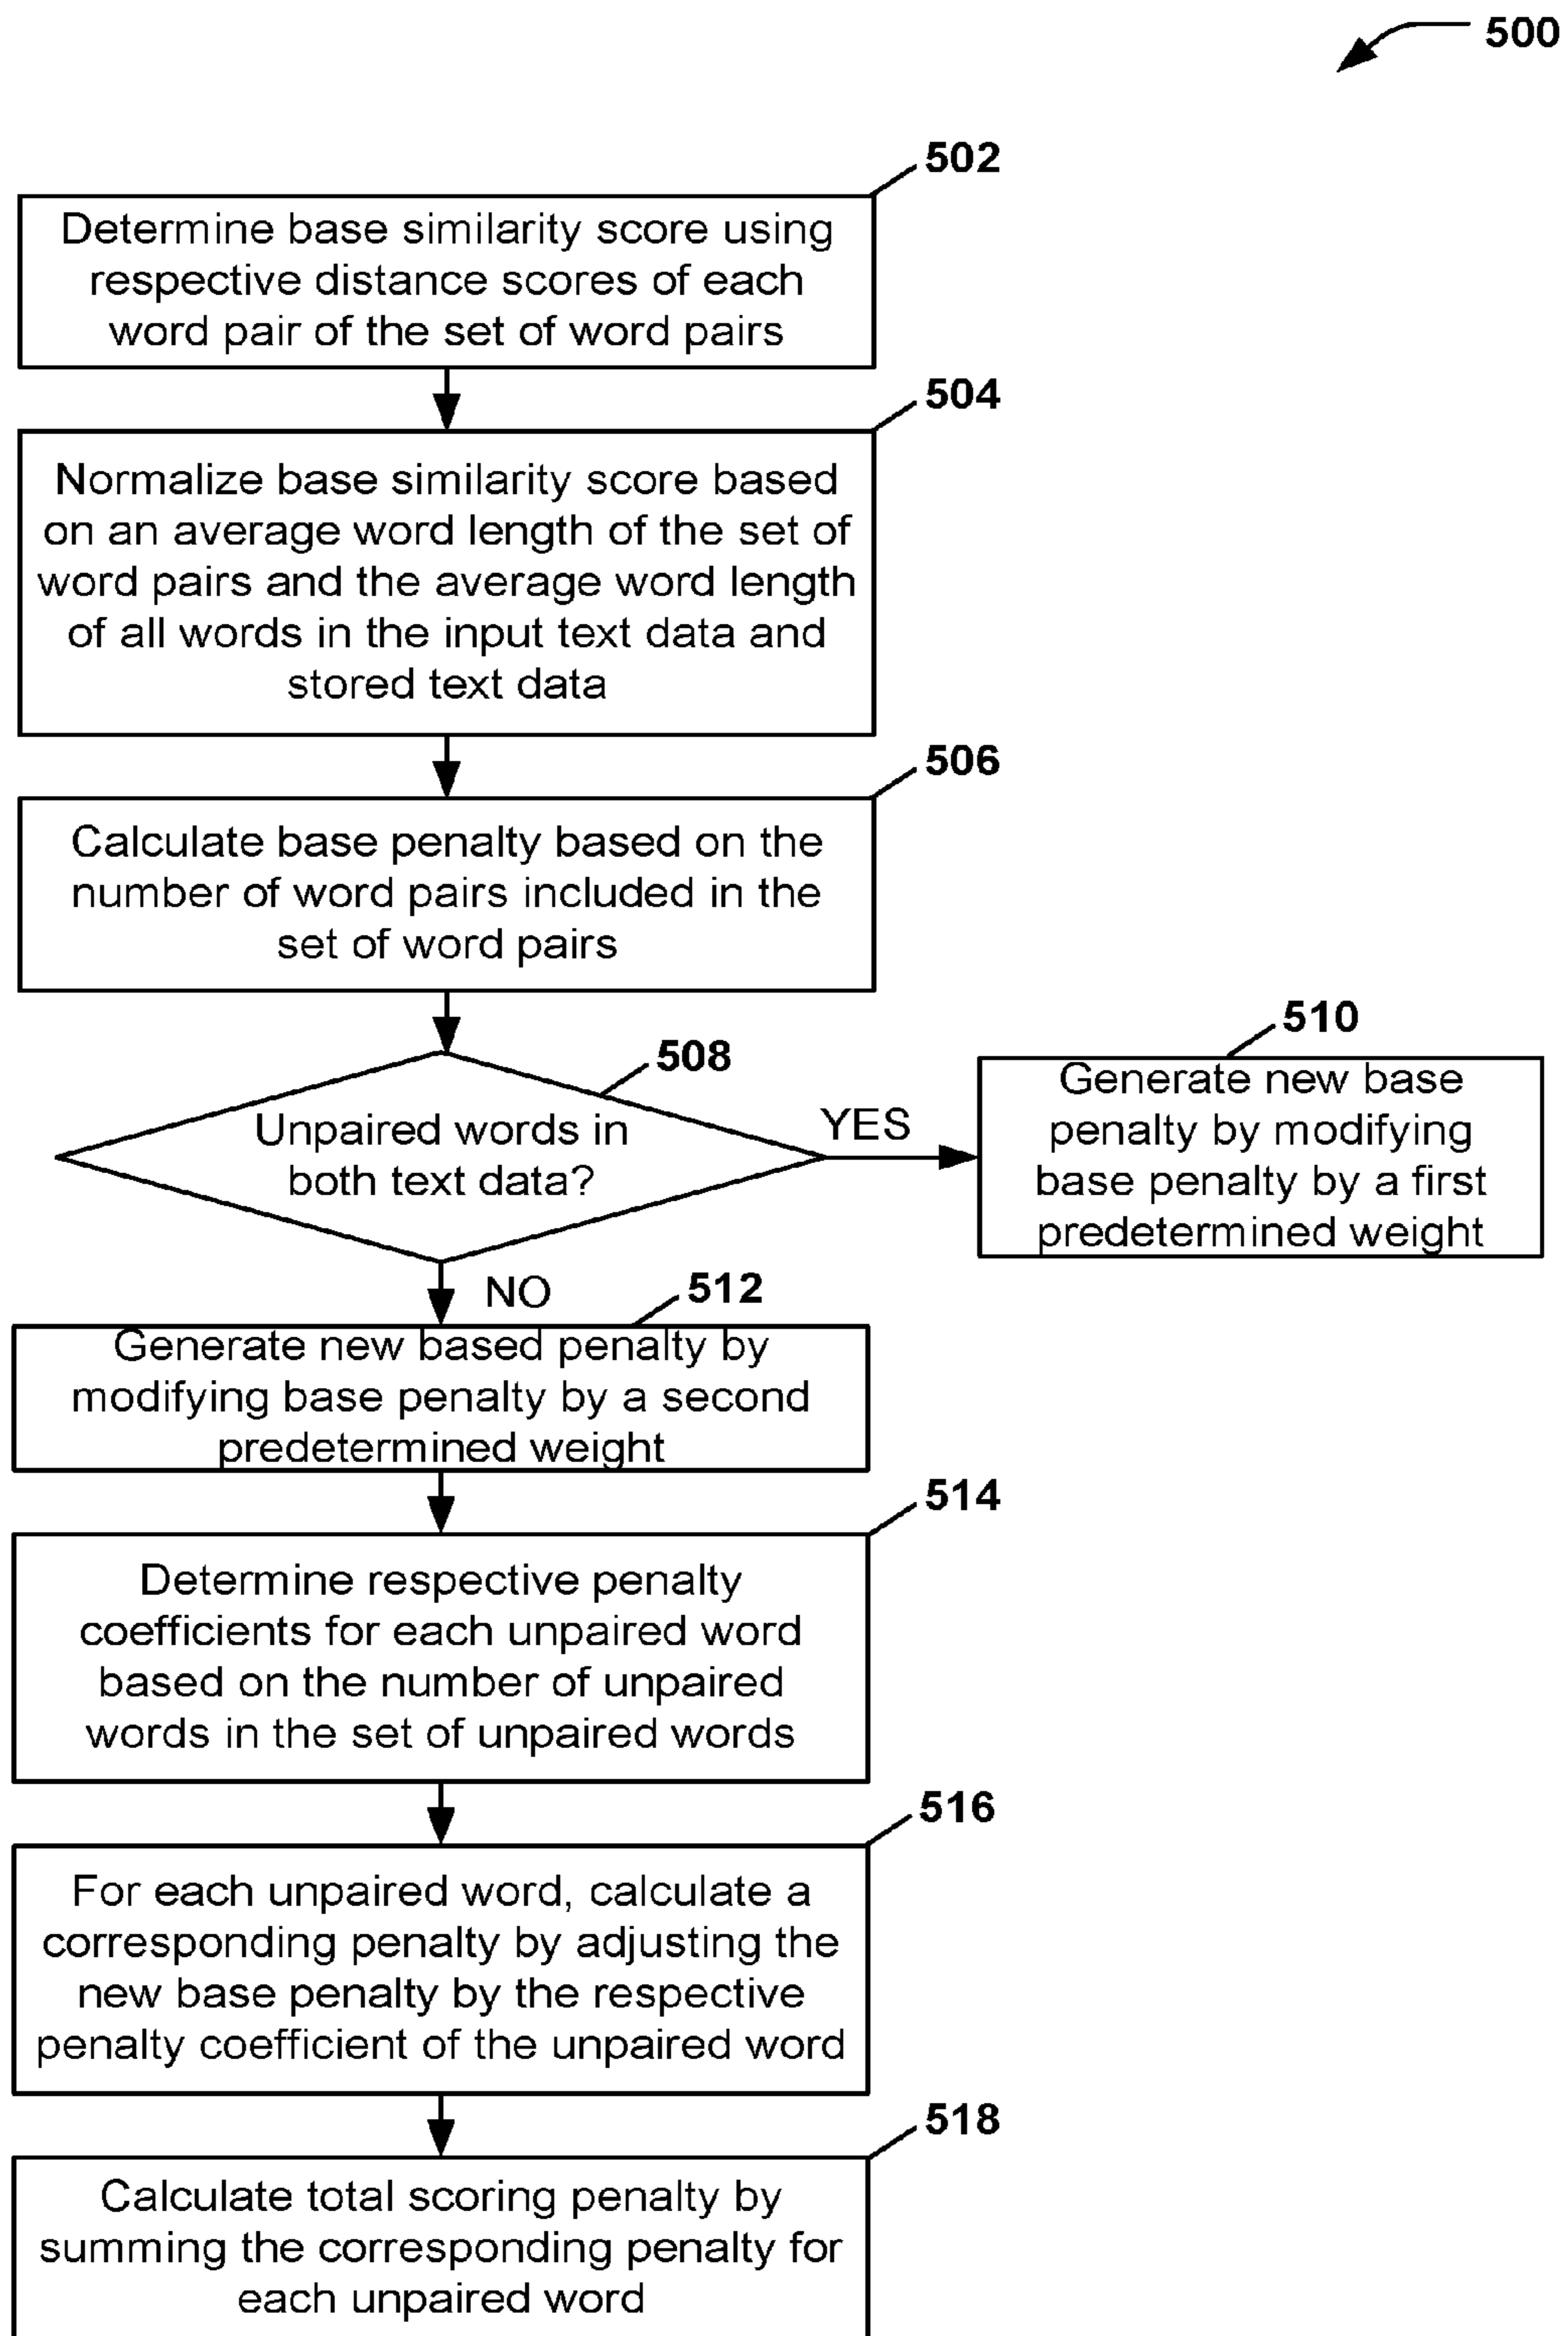 500
502
Determine base similarity score using
respective distance scores of each
word pair of the set of word pairs
504
Normalize base similarity score based
on an average word length of the set of
word pairs and the average word length
of all words in the input text data and
stored text data
506
Calculate base penalty based on the
number of word pairs included in the
set of word pairs
508
Unpaired words in
both text data?
YES
510
Generate new base
penalty by modifying
base penalty by a first
predetermined weight
NO
512
Generate new based penalty by
modifying base penalty by a second
predetermined weight
514
Determine respective penalty
coefficients for each unpaired word
based on the number of unpaired
words in the set of unpaired words
516
For each unpaired word, calculate a
corresponding penalty by adjusting the
new base penalty by the respective
penalty coefficient of the unpaired word
518
Calculate total scoring penalty by
summing the corresponding penalty for
each unpaired word